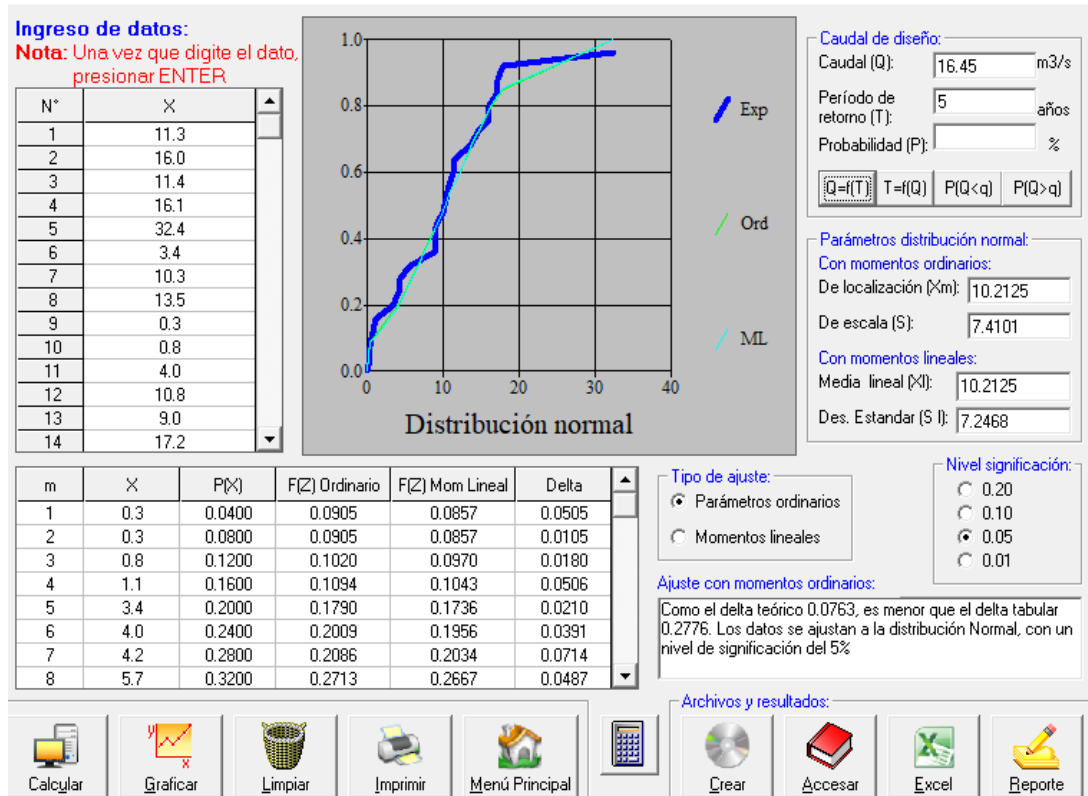 Ingreso de datos:
Nota: Una vez que digite el dato,
presionar ENTER
N° X
1 11.3
2 16.0
3 11.4
4 16.1
5 32.4
6 3.4
7 10.3
8 13.5
9 0.3
10 0.8
11 4.0
12 10.8
13 9.0
14 17.2
1.0
0.8
0.6
0.4
0.2
0.0
0 10 20 30 40
Distribución normal
Exp
Ord
ML
Caudal de diseño:
Caudal (Q): 16.45 m3/s
Período de
retorno (T): 5 años
Probabilidad (P): %
Q=f(T) T=f(Q) P(Q<q) P(Q>q)
Parámetros distribución normal:
Con momentos ordinarios:
De localización (Xm): 10.2125
De escala (S): 7.4101
Con momentos lineales:
Media lineal (Xl): 10.2125
Des. Estandar (S l): 7.2468
m X P(X) F(Z) Ordinario F(Z) Mom Lineal Delta
1 0.3 0.0400 0.0905 0.0857 0.0505
2 0.3 0.0800 0.0905 0.0857 0.0105
3 0.8 0.1200 0.1020 0.0970 0.0180
4 1.1 0.1600 0.1094 0.1043 0.0506
5 3.4 0.2000 0.1790 0.1736 0.0210
6 4.0 0.2400 0.2009 0.1956 0.0391
7 4.2 0.2800 0.2086 0.2034 0.0714
8 5.7 0.3200 0.2713 0.2667 0.0487
Tipo de ajuste:
Parámetros ordinarios
Momentos lineales
Nivel significación:
0.20
0.10
0.05
0.01
Ajuste con momentos ordinarios:
Como el delta teórico 0.0763, es menor que el delta tabular
0.2776. Los datos se ajustan a la distribución Normal, con un
nivel de significación del 5%
Archivos y resultados:
Calcular Graficar Limpiar Imprimir Menú Principal Crear Accesar Excel Reporte